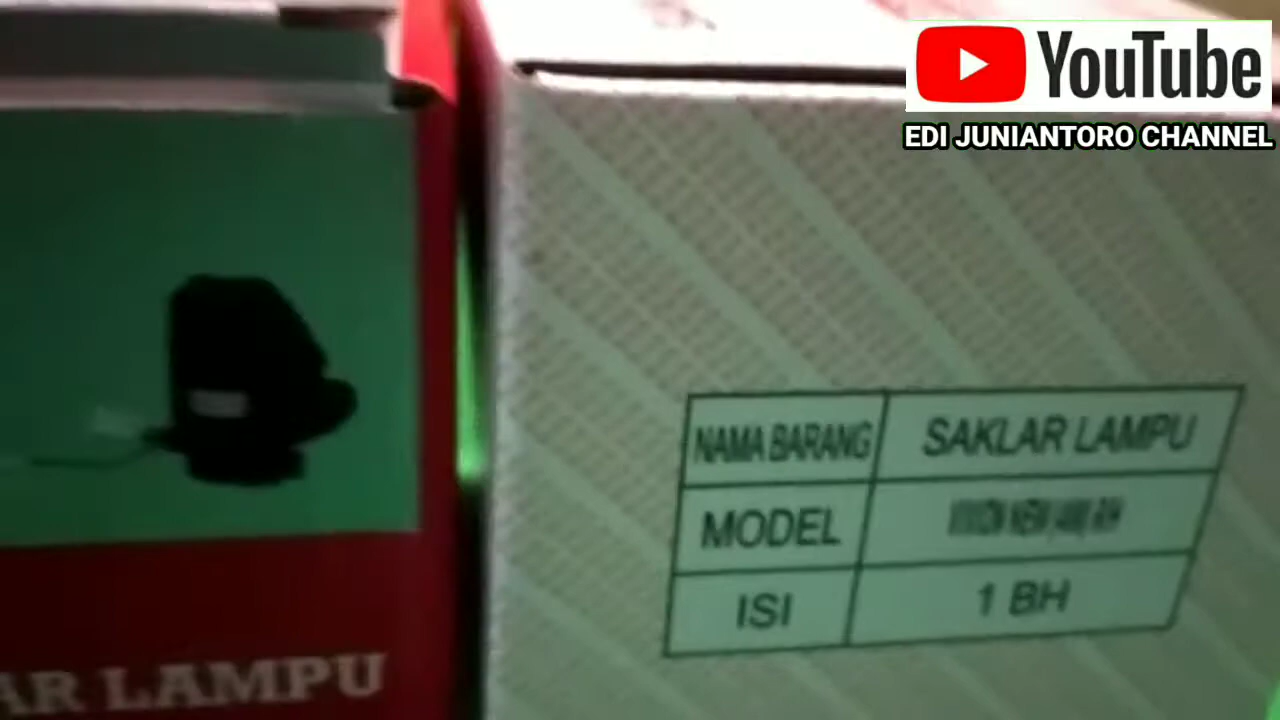 YouTube
EDI JUNIANTORO CHANNEL
NAMA BARANG SAKLAR LAMPU
MODEL
ISI 1 BH
AR LAMPU